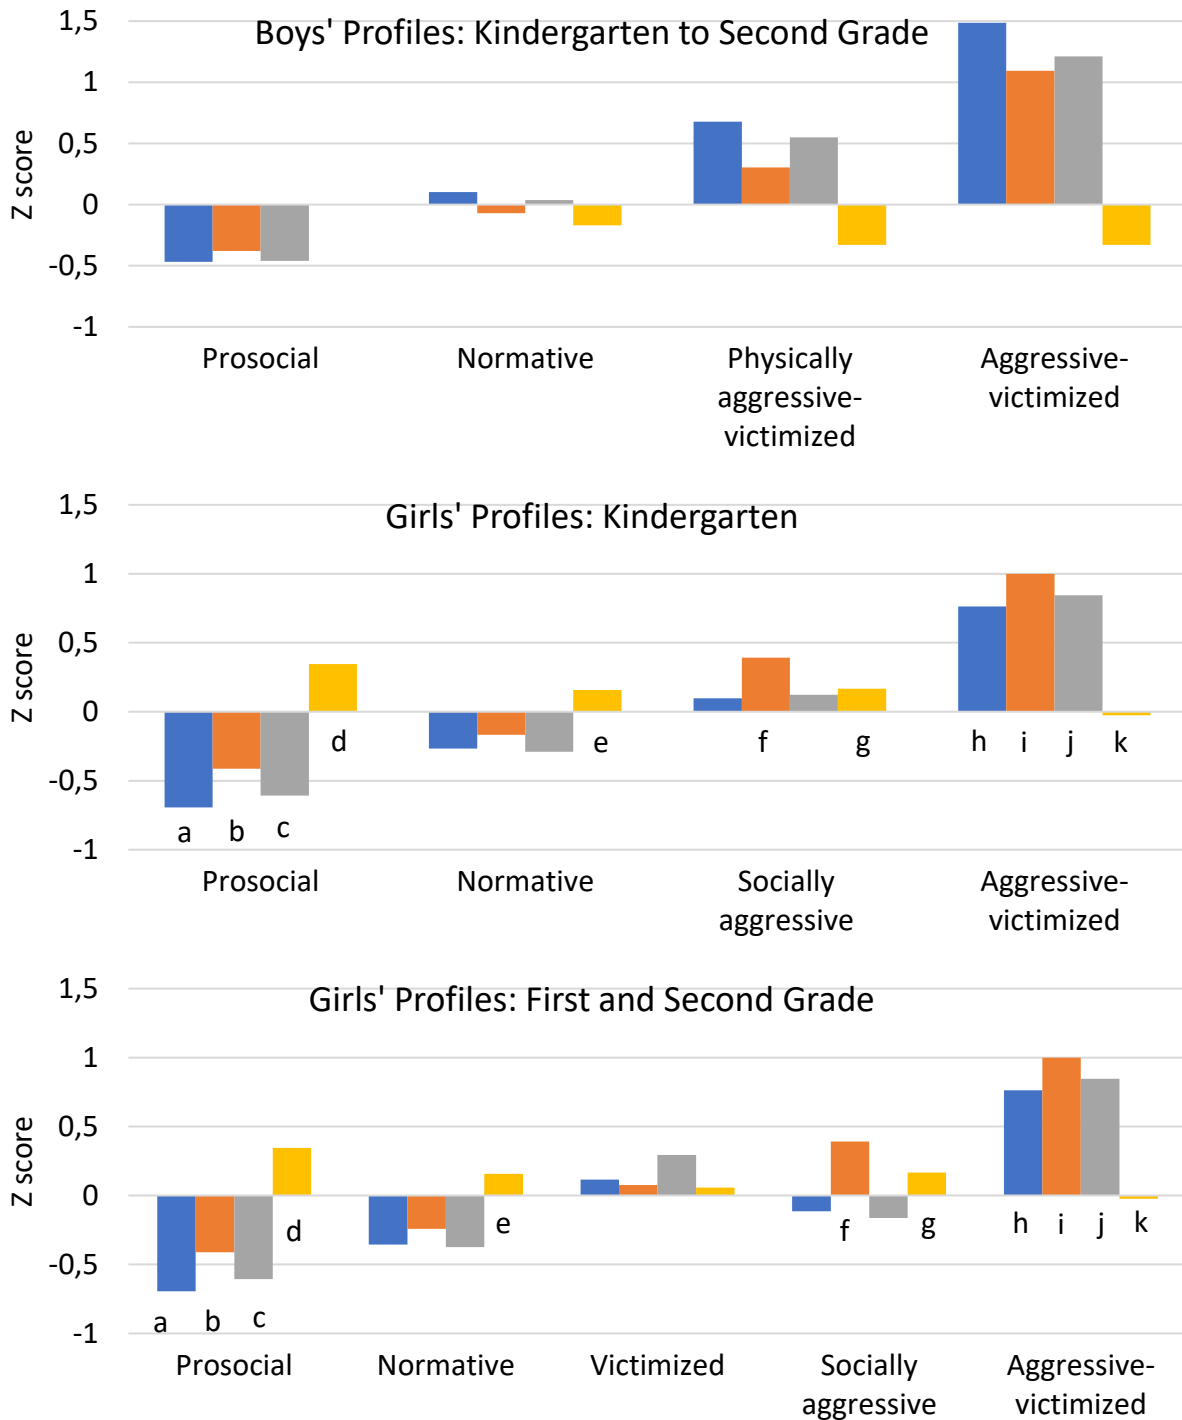 Boys' Profiles: Kindergarten to Second Grade
1,5
1
0,5
0
-0,5
-1
Z score
Prosocial
Normative
Physically
aggressive-
victimized
Aggressive-
victimized
Girls' Profiles: Kindergarten
1,5
1
0,5
0
-0,5
-1
Z score
a b c d e f g h i j k
Prosocial
Normative
Socially
aggressive
Aggressive-
victimized
Girls' Profiles: First and Second Grade
1,5
1
0,5
0
-0,5
-1
Z score
a b c d e f g h i j k
Prosocial
Normative
Victimized
Socially
aggressive
Aggressive-
victimized